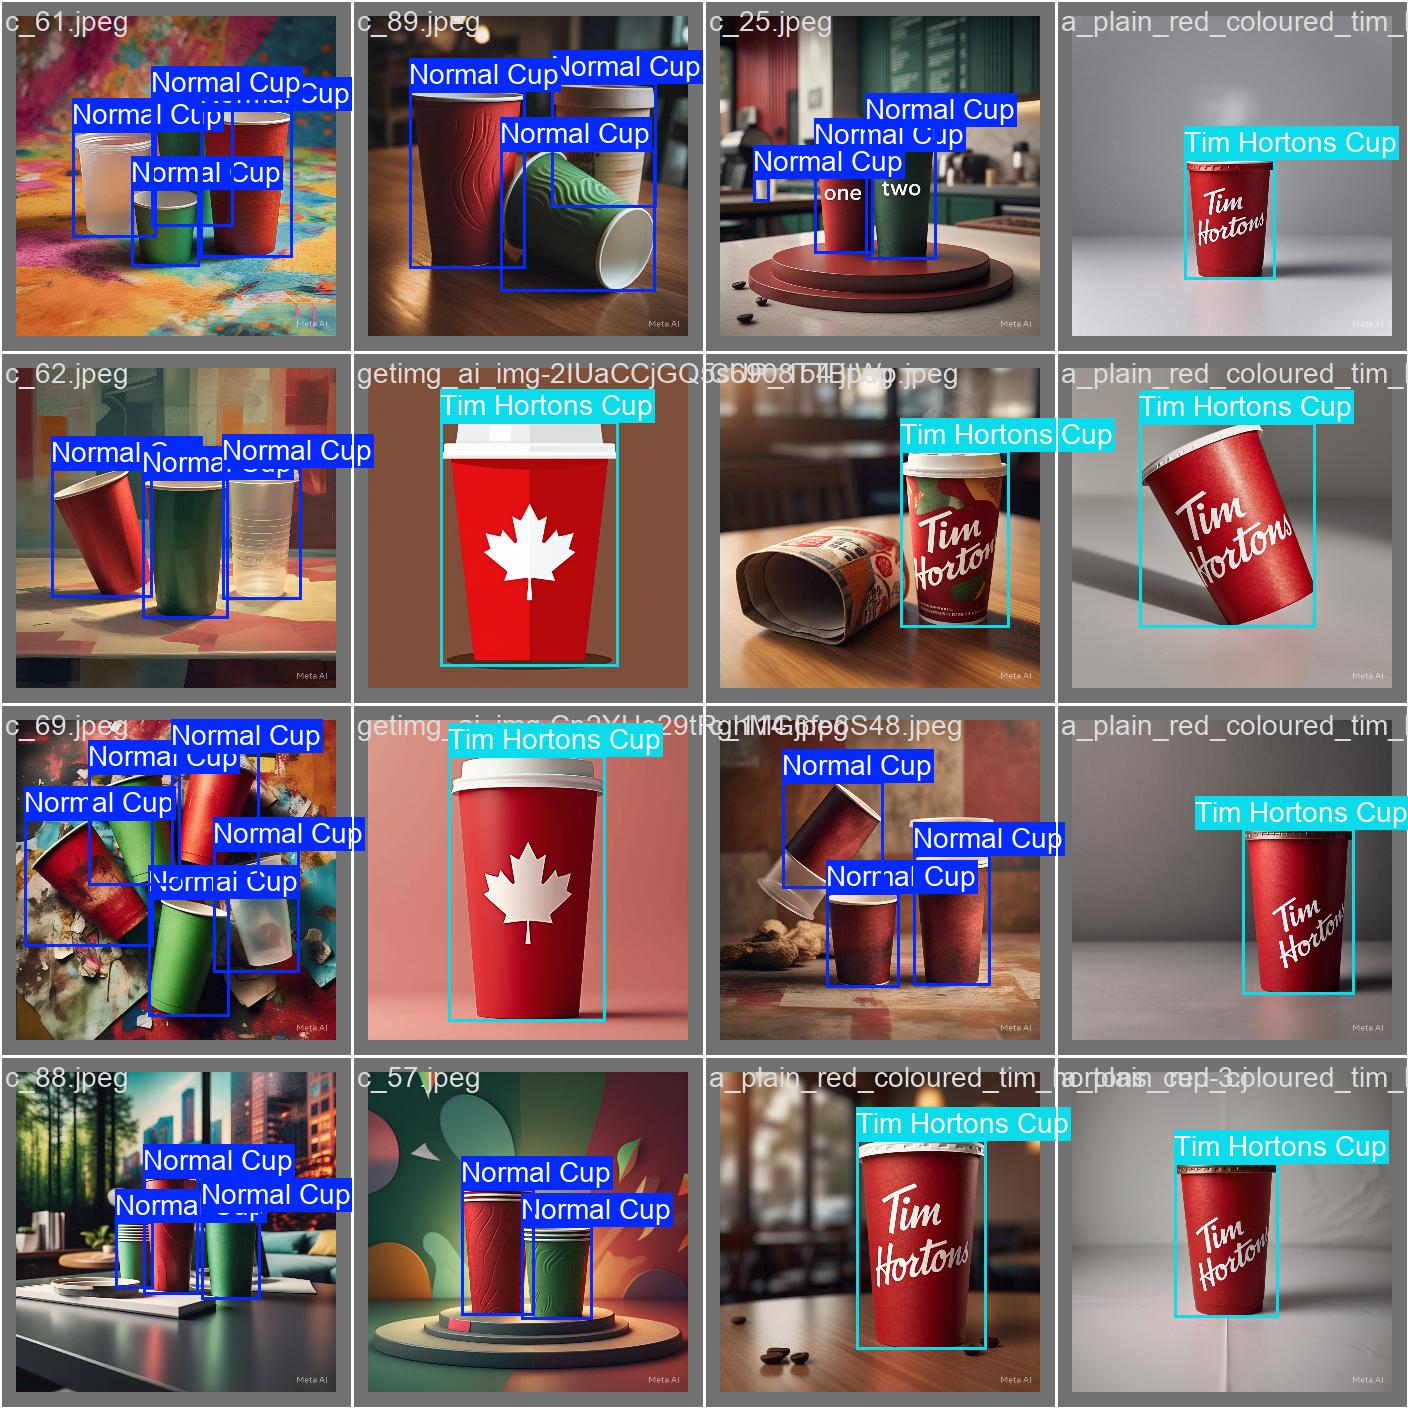 c_61.jpeg
Normal Cup
Normal Cup
Normal Cup
Normal Cup
Meta AI
c_89.jpeg
Normal Cup
Normal Cup
Normal Cup
Meta AI
c_25.jpeg
Normal Cup
Normal Cup
Normal Cup
one
two
Meta AI
a_plain_red_coloured_tim_
Tim Hortons Cup
Tim
Hortons
Meta AI
c_62.jpeg
Normal Cup
Normal Cup
Normal Cup
Meta AI
getimg_ai_img-2IUaCCjGQ
Tim Hortons Cup
.jpeg
Tim Hortons Cup
Tim
Hortons
Meta AI
a_plain_red_coloured_tim_
Tim Hortons Cup
Tim
Hortons
Meta AI
c_69.jpeg
Normal Cup
Normal Cup
Normal Cup
Normal Cup
Normal Cup
Meta AI
getimg_ai_img-
Tim Hortons Cup
S48.jpeg
Normal Cup
Normal Cup
Normal Cup
Meta AI
a_plain_red_coloured_tim_
Tim Hortons Cup
Tim
Hortons
Meta AI
c_88.jpeg
Normal Cup
Normal Cup
Normal Cup
Meta AI
c_57.jpeg
Normal Cup
Normal Cup
Meta AI
a_plain_red_coloured_tim_
Tim Hortons Cup
Tim
Hortons
Meta AI
coloured_tim_
Tim Hortons Cup
Tim
Hortons
Meta AI